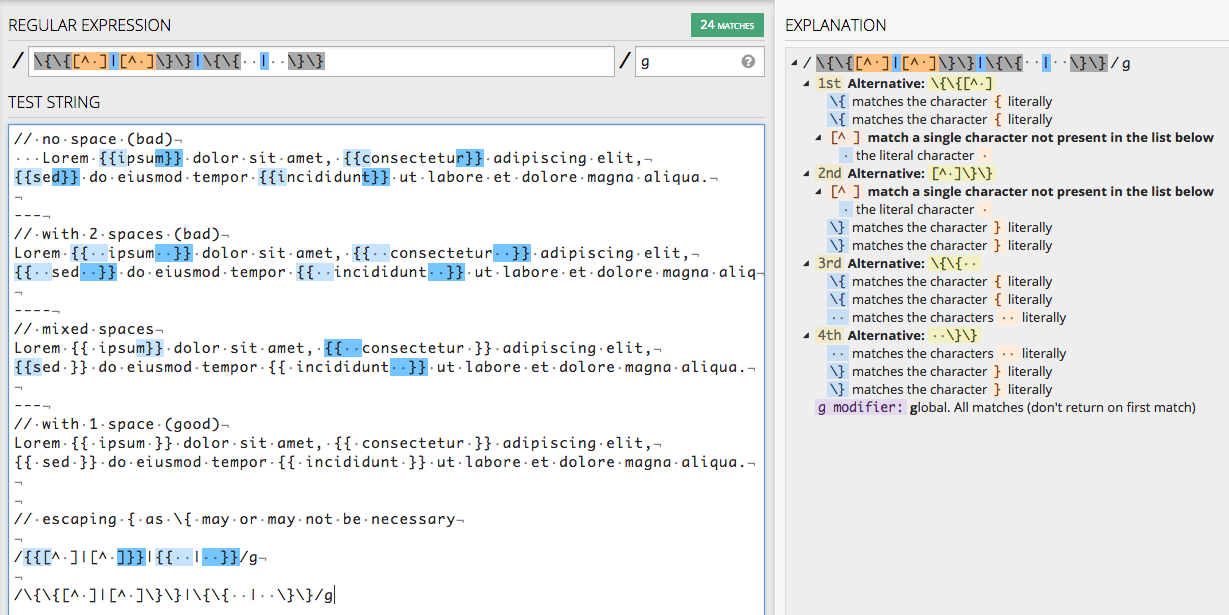 REGULAR EXPRESSION
24 MATCHES
/ \{\{[^·]|[^·]\}\}|\{\{··|··\}\} / g
TEST STRING
//·no·space·(bad)¬
···Lorem·{{ipsum}}·dolor·sit·amet,·{{consectetur}}·adipiscing·elit,¬
{{sed}}·do·eiusmod·tempor·{{incididunt}}·ut·labore·et·dolore·magna·aliqua.¬
¬
---¬
//·with·2·spaces·(bad)¬
Lorem·{{··ipsum··}}·dolor·sit·amet,·{{··consectetur··}}·adipiscing·elit,¬
{{··sed··}}·do·eiusmod·tempor·{{··incididunt··}}·ut·labore·et·dolore·magna·aliq¬
¬
----¬
//·mixed·spaces¬
Lorem·{{·ipsum}}·dolor·sit·amet,·{{··consectetur·}}·adipiscing·elit,¬
{{sed·}}·do·eiusmod·tempor·{{·incididunt··}}·ut·labore·et·dolore·magna·aliqua.¬
¬
---¬
//·with·1·space·(good)¬
Lorem·{{·ipsum·}}·dolor·sit·amet,·{{·consectetur·}}·adipiscing·elit,¬
{{·sed·}}·do·eiusmod·tempor·{{·incididunt·}}·ut·labore·et·dolore·magna·aliqua.¬
¬
¬
//·escaping·{·as·\{·may·or·may·not·be·necessary¬
¬
/{{[^·]|[^·]}}|{{··|··}}/g¬
¬
/\{\{[^·]|[^·]\}\}|\{\{··|··\}\}/g
EXPLANATION
/ \{\{[^·]|[^·]\}\}|\{\{··|··\}\} / g
1st Alternative: \{\{[^·]
\{ matches the character { literally
\{ matches the character { literally
[^ ] match a single character not present in the list below
· the literal character ·
2nd Alternative: [^·]\}\}
[^ ] match a single character not present in the list below
· the literal character ·
\} matches the character } literally
\} matches the character } literally
3rd Alternative: \{\{··
\{ matches the character { literally
\{ matches the character { literally
·· matches the characters ·· literally
4th Alternative: ··\}\}
·· matches the characters ·· literally
\} matches the character } literally
\} matches the character } literally
g modifier: global. All matches (don't return on first match)